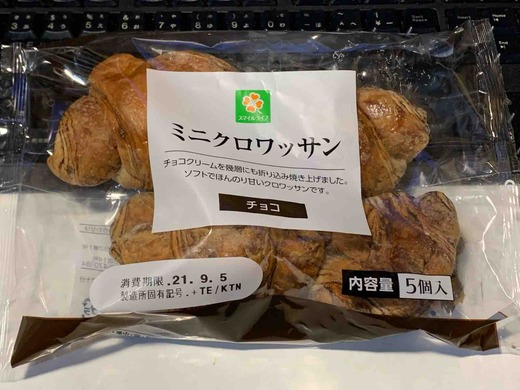 スマイルライフ
ミニクロワッサン
チョコクリームを幾層にも折り込み焼き上げました。
ソフトでほんのり甘いクロワッサンです。
チョコ
消費期限.21.9.5
製造所固有記号.+TE/KTN
内容量 5個入